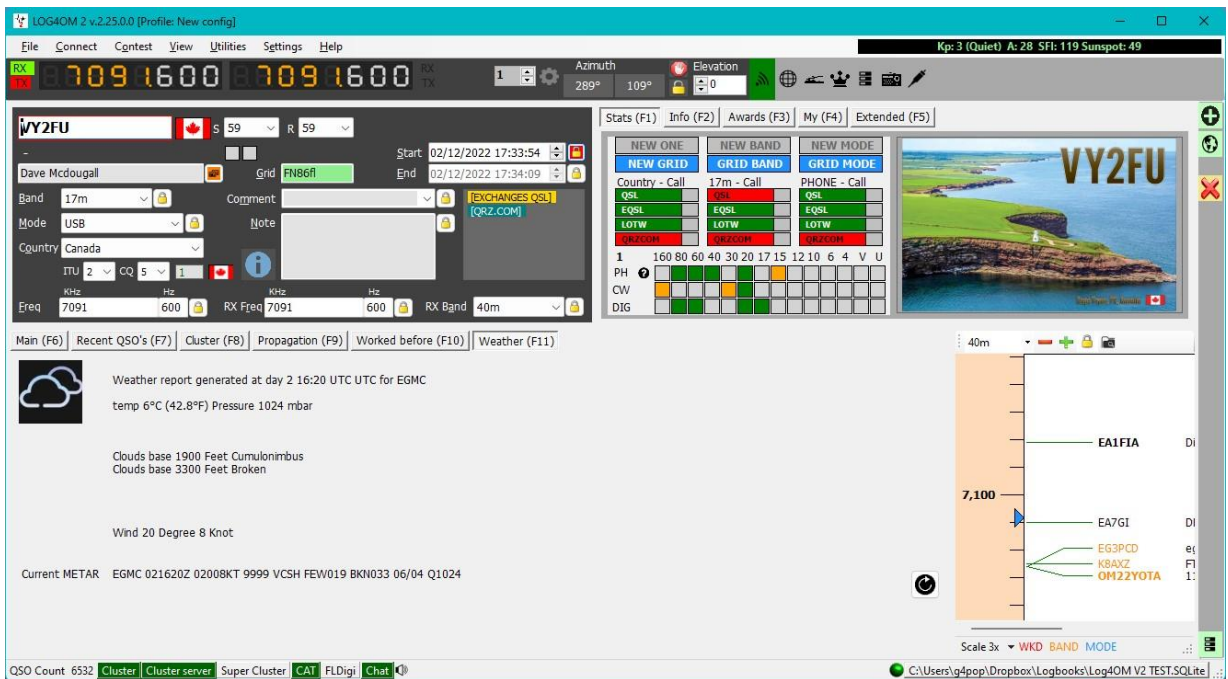 LOG4OM 2 v.2.25.0.0 [Profile: New config]
File Connect Contest View Utilities Settings Help
Kp: 3 (Quiet) A: 28 SFI: 119 Sunspot: 49
RX TX 7091600 7091600 RX TX 1 Azimuth 289° 109° Elevation 0
VY2FU S 59 R 59
- Start 02/12/2022 17:33:54
Dave Mcdougall Grid FN86fl End 02/12/2022 17:34:09
Band 17m Comment [EXCHANGES QSL]
[QRZ.COM]
Mode USB Note
Country Canada
ITU 2 CQ 5 1
KHz Hz KHz Hz
Freq 7091 600 RX Freq 7091 600 RX Band 40m
Stats (F1) Info (F2) Awards (F3) My (F4) Extended (F5)
NEW ONE NEW BAND NEW MODE
NEW GRID GRID BAND GRID MODE
Country - Call 17m - Call PHONE - Call
QSL QSL QSL
EQSL EQSL EQSL
LOTW LOTW LOTW
QRZCOM QRZCOM QRZCOM
1 160 80 60 40 30 20 17 15 12 10 6 4 V U
PH
CW
DIG
VY2FU
Main (F6) Recent QSO's (F7) Cluster (F8) Propagation (F9) Worked before (F10) Weather (F11)
Weather report generated at day 2 16:20 UTC UTC for EGMC
temp 6°C (42.8°F) Pressure 1024 mbar
Clouds base 1900 Feet Cumulonimbus
Clouds base 3300 Feet Broken
Wind 20 Degree 8 Knot
Current METAR EGMC 021620Z 02008KT 9999 VCSH FEW019 BKN033 06/04 Q1024
40m
EA1FIA Di
7,100
EA7GI
EG3PCD
K8AXZ
OM22YOTA
Scale 3x WKD BAND MODE
QSO Count 6532 Cluster Cluster server Super Cluster CAT FLDigi Chat
C:\Users\g4pop\Dropbox\Logbooks\Log4OM V2 TEST.SQLite